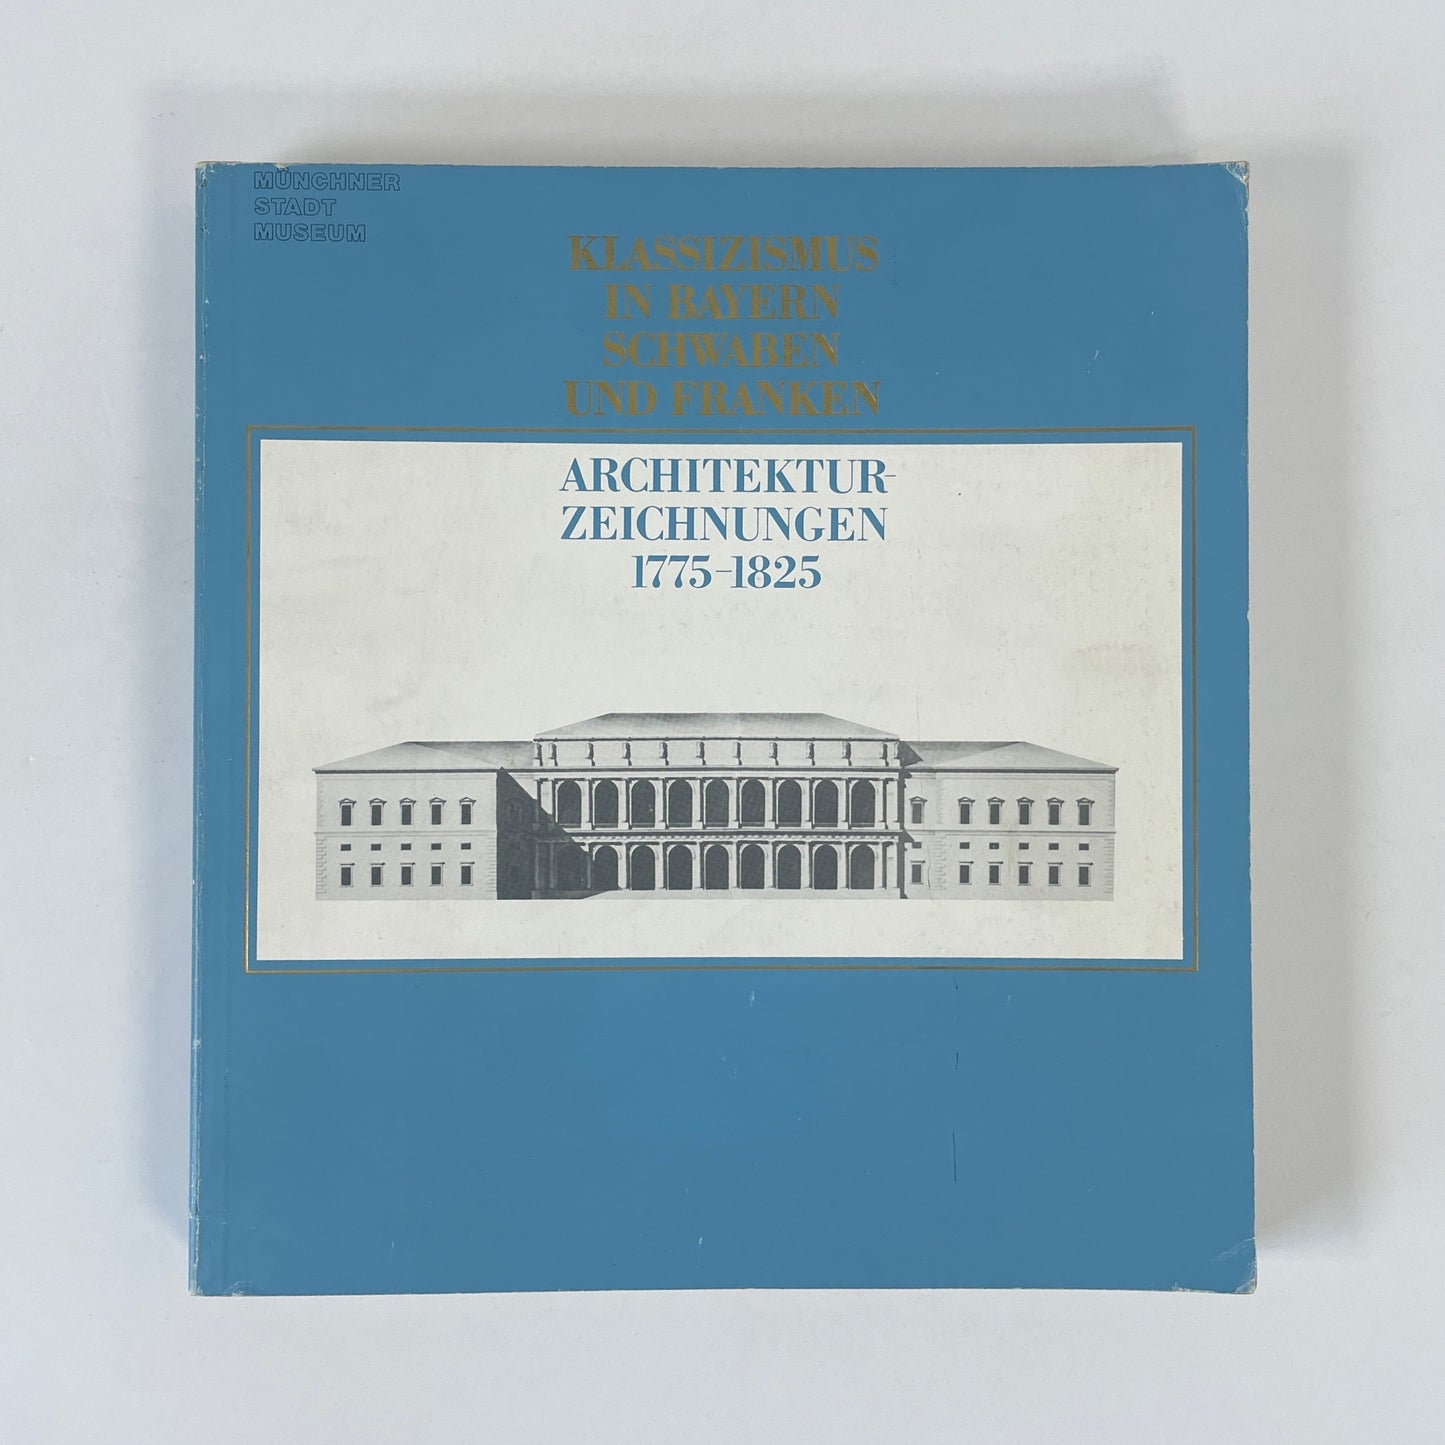 MÜNCHNER
STADT
MUSEUM
KLASSIZISMUS
IN BAYERN
SCHWABEN
UND FRANKEN
ARCHITEKTUR-
ZEICHNUNGEN
1775–1825